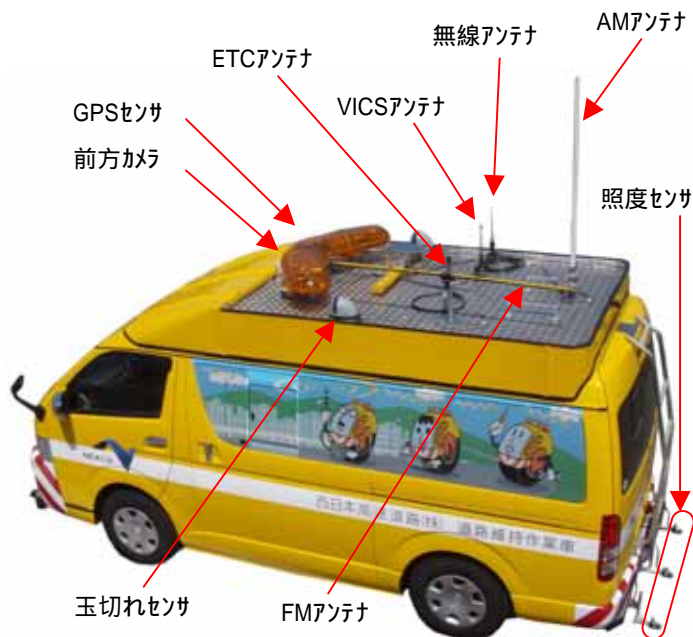 AMアンテナ
無線アンテナ
ETCアンテナ
VICSアンテナ
GPSセンサ
前方カメラ
照度センサ
西日本高速道路(株) 道路維持作業車
玉切れセンサ
FMアンテナ